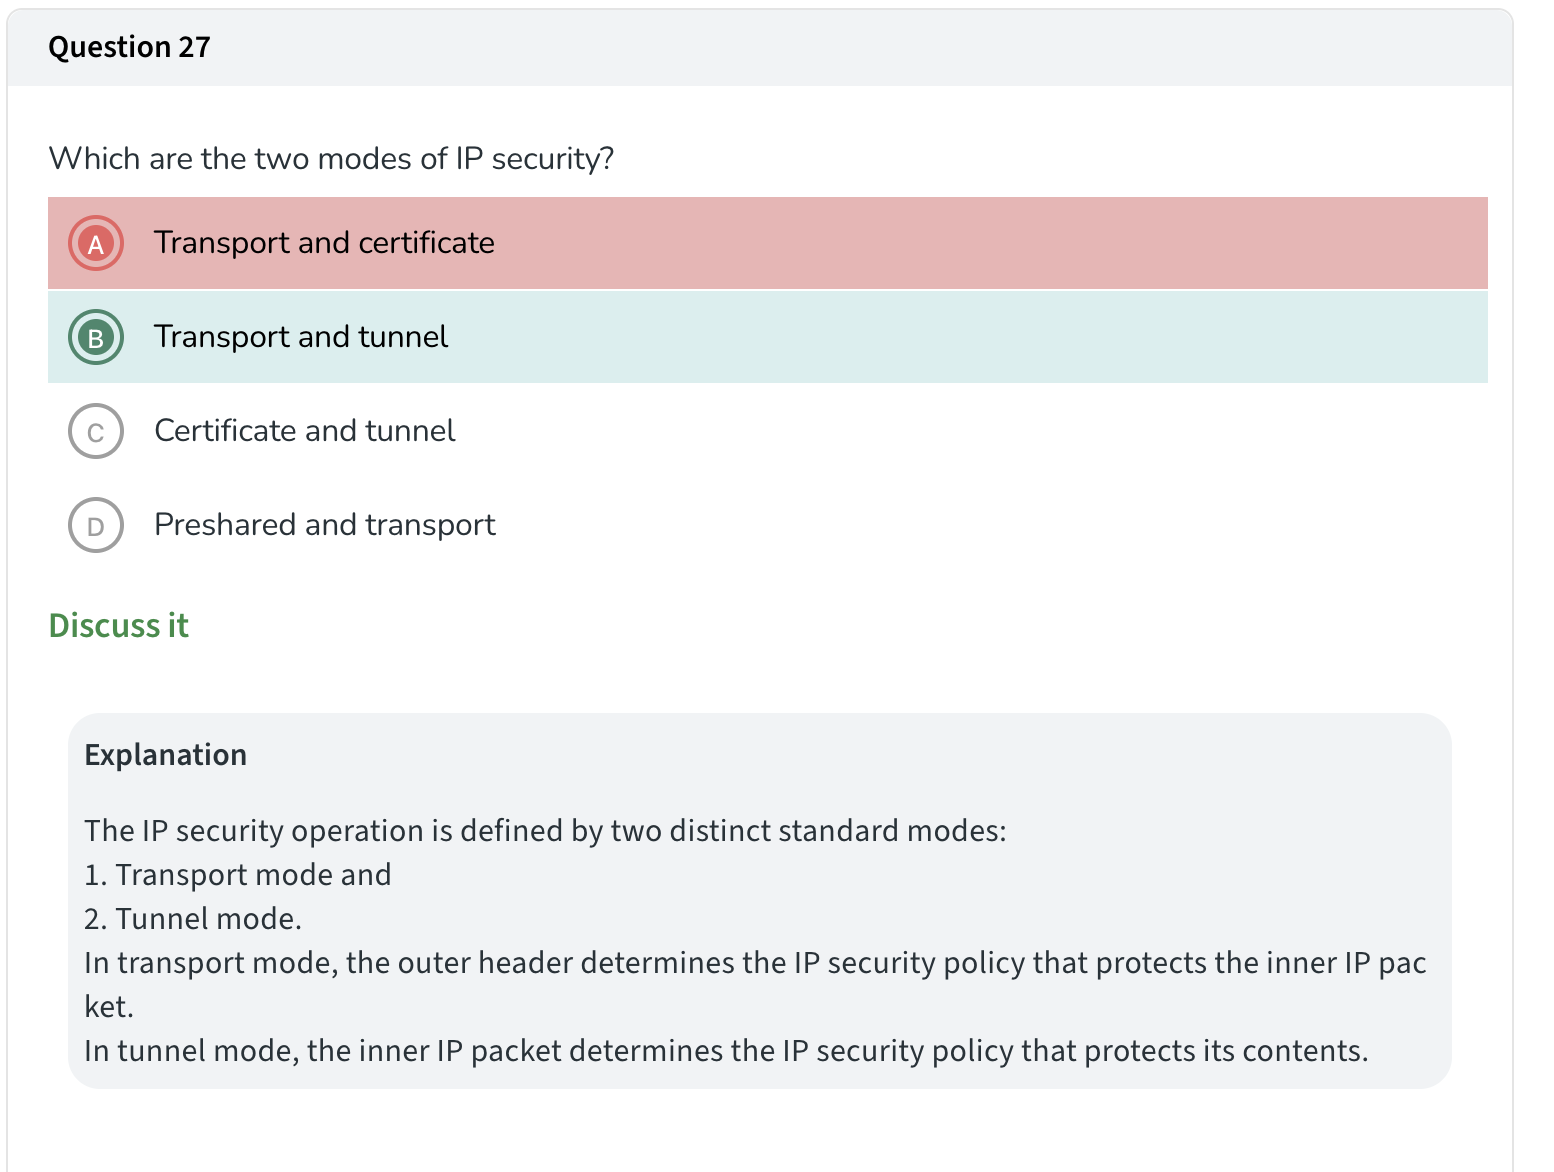 Question 27
Which are the two modes of IP security?
A Transport and certificate
B Transport and tunnel
C Certificate and tunnel
D Preshared and transport
Discuss it
Explanation
The IP security operation is defined by two distinct standard modes:
1. Transport mode and
2. Tunnel mode.
In transport mode, the outer header determines the IP security policy that protects the inner IP pac
ket.
In tunnel mode, the inner IP packet determines the IP security policy that protects its contents.